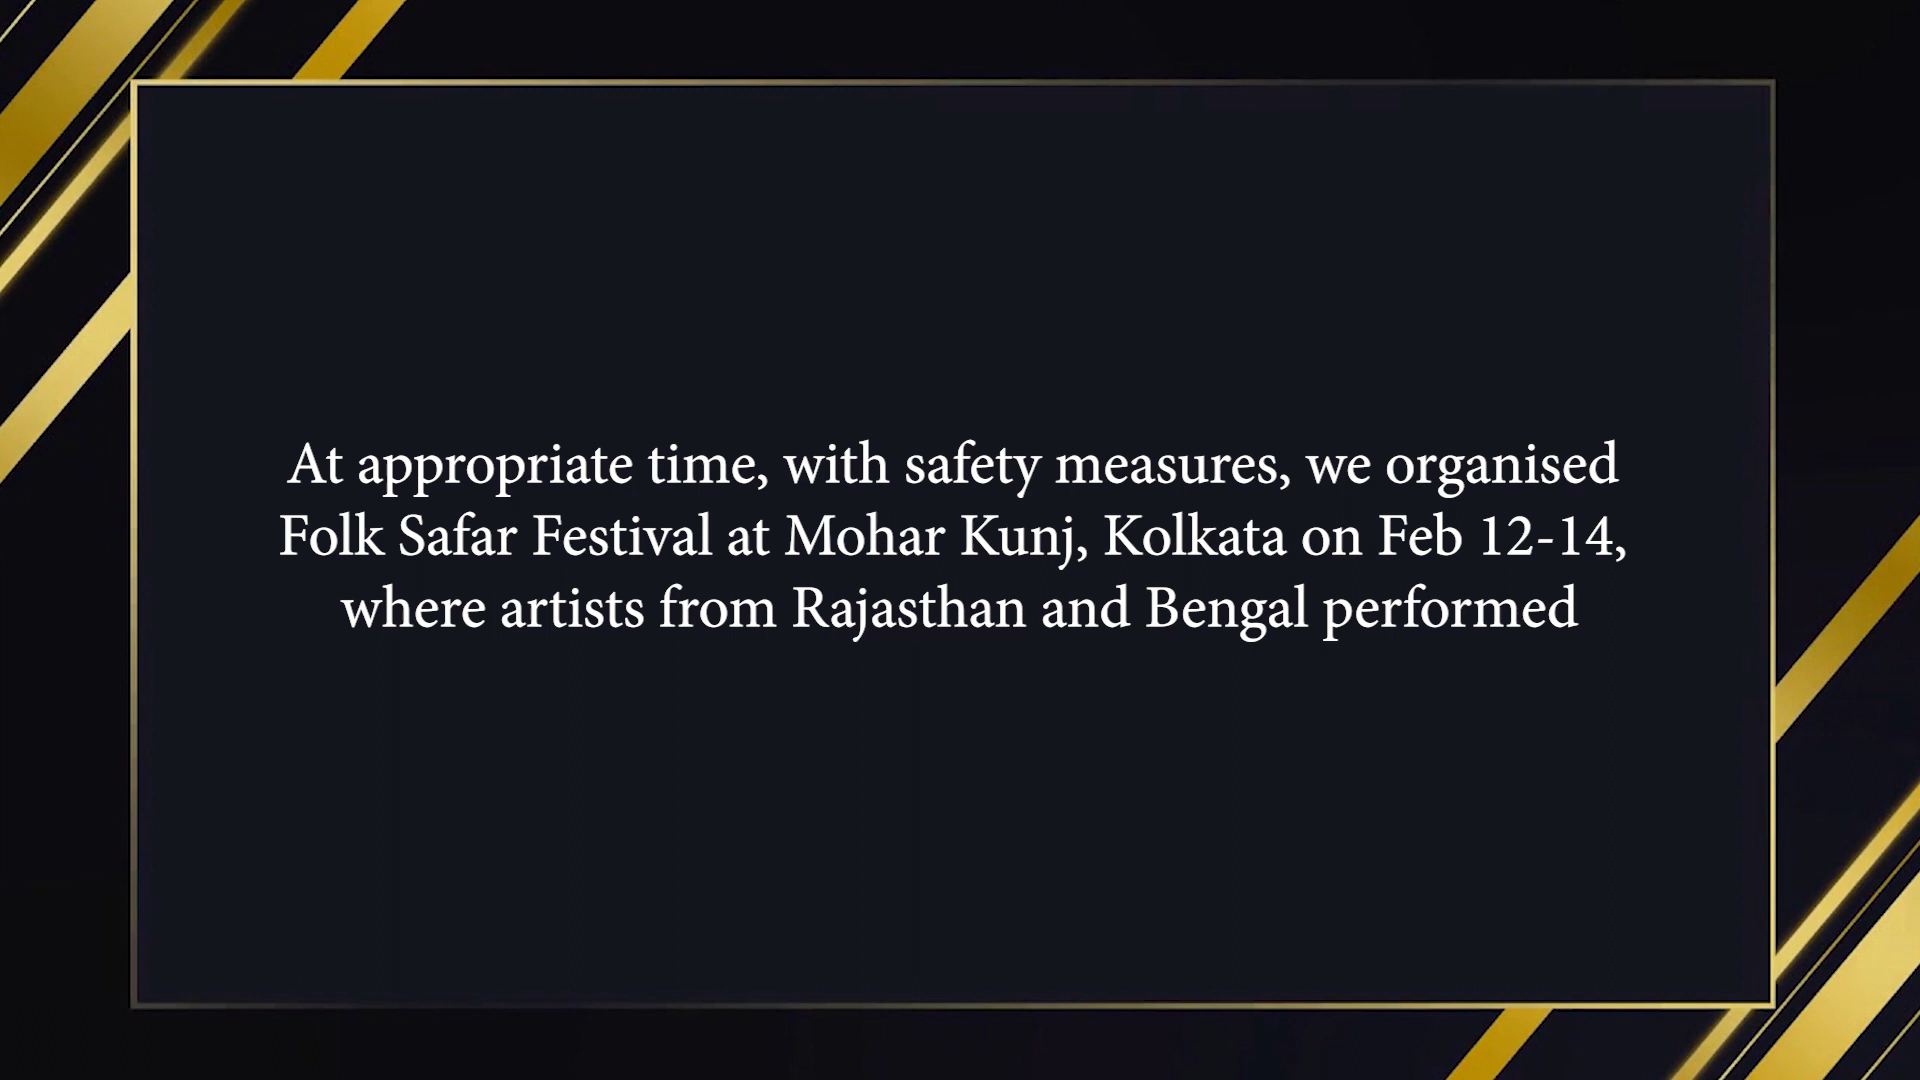 At appropriate time, with safety measures, we organised
Folk Safar Festival at Mohar Kunj, Kolkata on Feb 12-14,
where artists from Rajasthan and Bengal performed